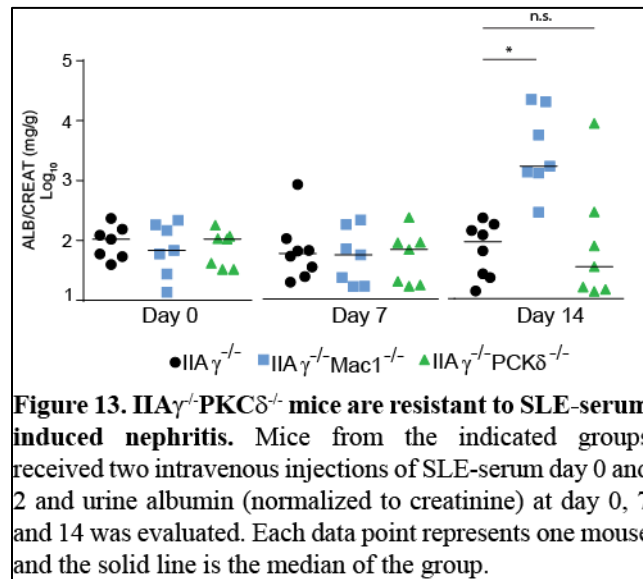 n.s.
*
5
4
3
2
1
ALB/CREAT (mg/g)
Log10
Day 0 Day 7 Day 14
IIA γ-/- IIA γ-/-Mac1-/- IIA γ-/-PCKδ-/-
Figure 13. IIAγ-/-PKCδ-/- mice are resistant to SLE-serum
induced nephritis. Mice from the indicated groups
received two intravenous injections of SLE-serum day 0 and
2 and urine albumin (normalized to creatinine) at day 0, 7
and 14 was evaluated. Each data point represents one mouse
and the solid line is the median of the group.